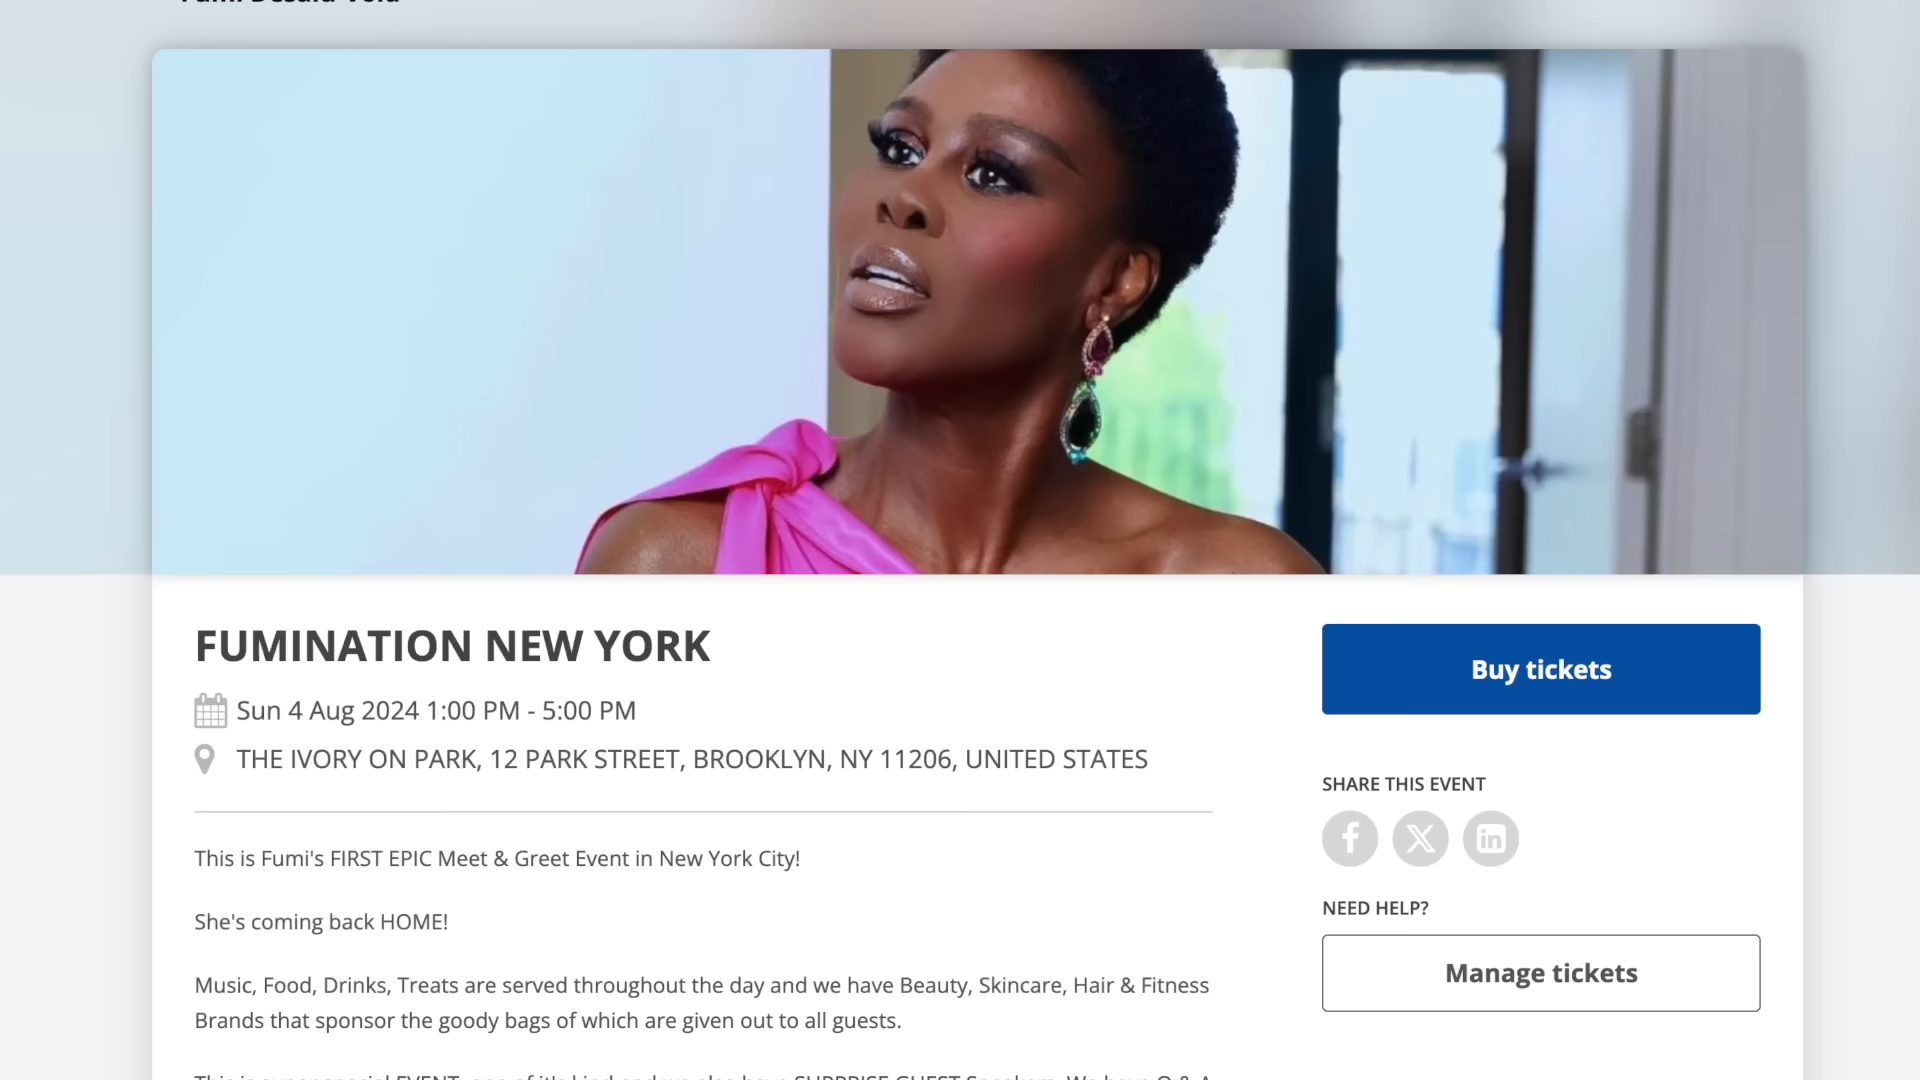 FUMINATION NEW YORK
Sun 4 Aug 2024 1:00 PM - 5:00 PM
THE IVORY ON PARK, 12 PARK STREET, BROOKLYN, NY 11206, UNITED STATES
This is Fumi's FIRST EPIC Meet & Greet Event in New York City!
She's coming back HOME!
Music, Food, Drinks, Treats are served throughout the day and we have Beauty, Skincare, Hair & Fitness
Brands that sponsor the goody bags of which are given out to all guests.
Buy tickets
SHARE THIS EVENT
NEED HELP?
Manage tickets